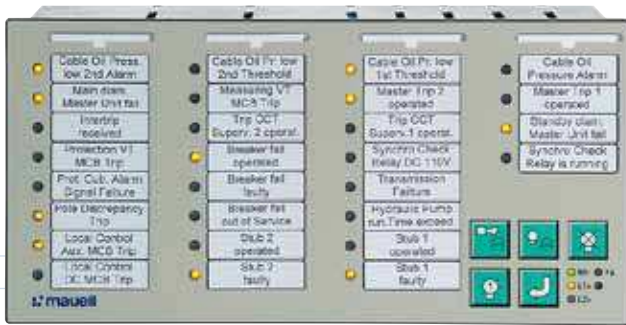 Cable Oil Press.
low 2nd Alarm
Main diam.
Master Unit fail
Intertrip
received
Protection VT
MCB Trip
Prot. Cub. Alarm
Signal Failure
Pole Discrepancy
Trip
Local Control
Aux. MCB Trip
Local Control
DC MCB Trip
Cable Oil Pr. low
2nd Threshold
Measuring VT
MCB Trip
Trip CCT
Superv. 2 operat.
Breaker fail
operated
Breaker fail
faulty
Breaker fail
out of Service
Stub 2
operated
Stub 2
faulty
Cable Oil Pr. low
1st Threshold
Master Trip 2
operated
Trip CCT
Superv. 1 operat.
Synchro Check
Relay DC 110V
Transmission
Failure
Hydraulic Pump
run.Time exceed.
Stub 1
operated
Stub 1
faulty
Cable Oil
Pressure Alarm
Master Trip 1
operated
Standby diam.
Master Unit fail
Synchro Check
Relay is running
mauell